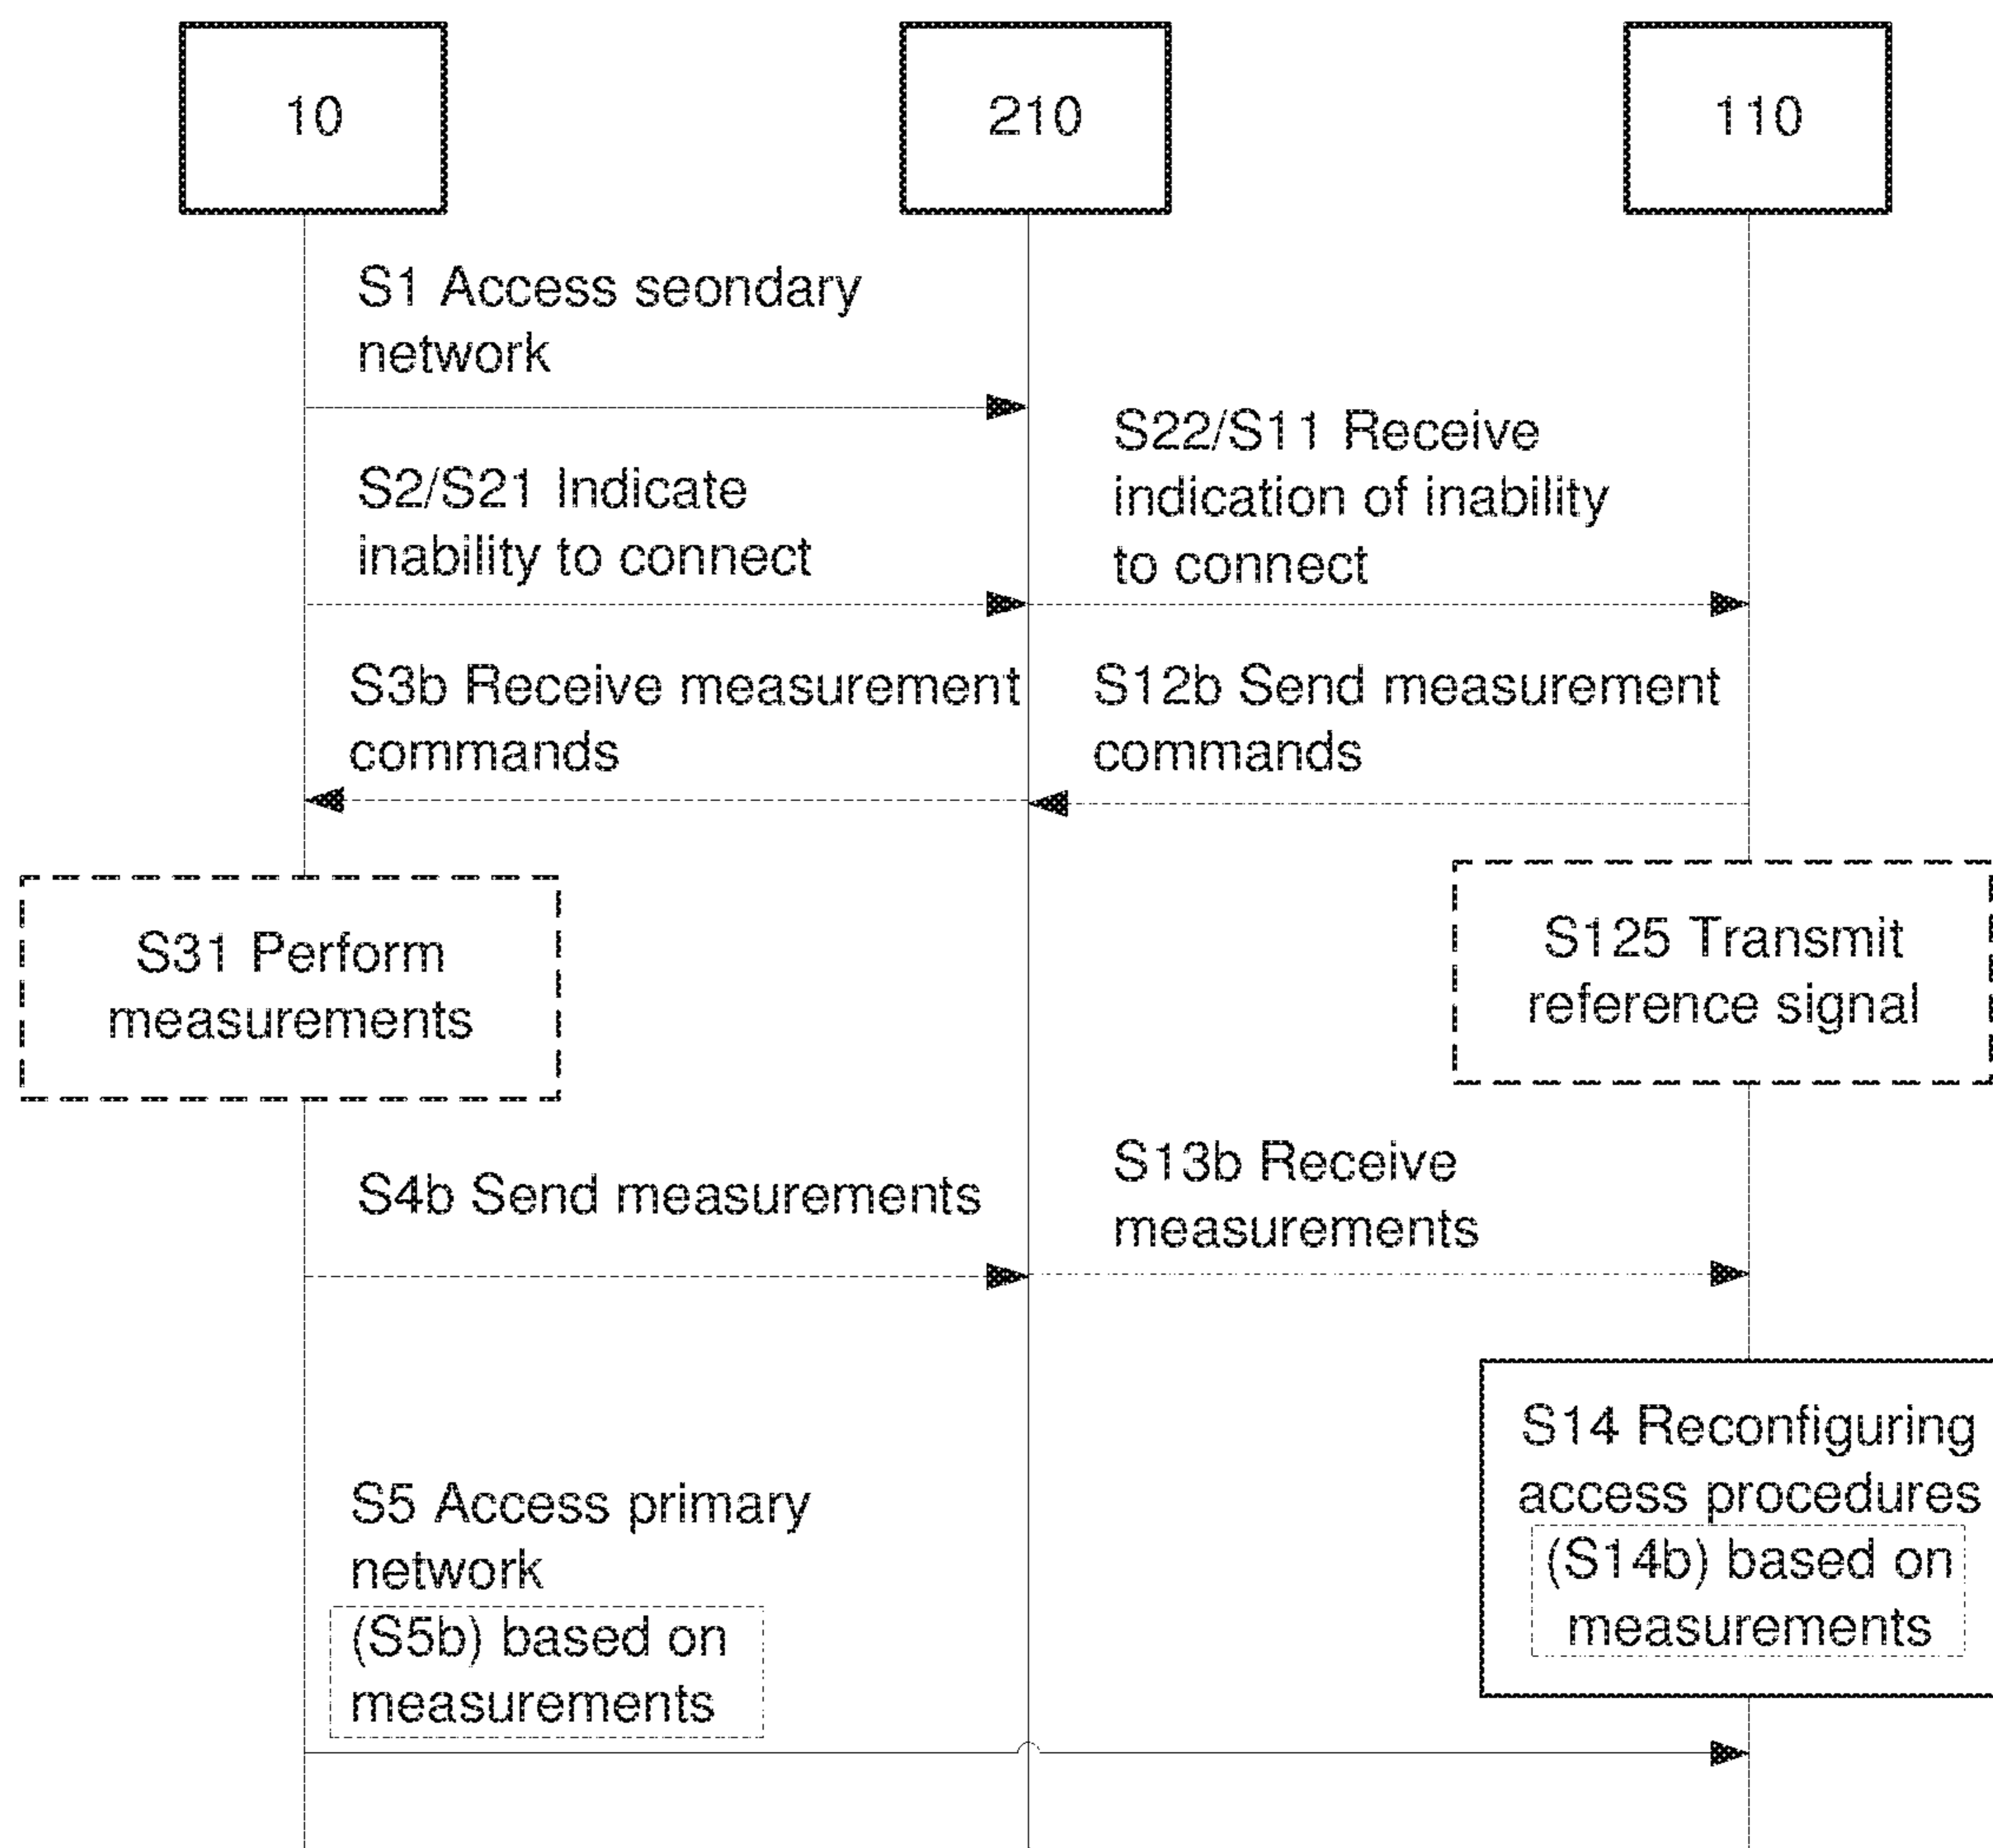 10
210
110
S1 Access seondary
network
S22/S11 Receive
indication of inability
to connect
S2/S21 Indicate
inability to connect
S3b Receive measurement
commands
S12b Send measurement
commands
S31 Perform
measurements
S125 Transmit
reference signal
S4b Send measurements
S13b Receive
measurements
S14 Reconfiguring
access procedures
(S14b) based on
measurements
S5 Access primary
network
(S5b) based on
measurements